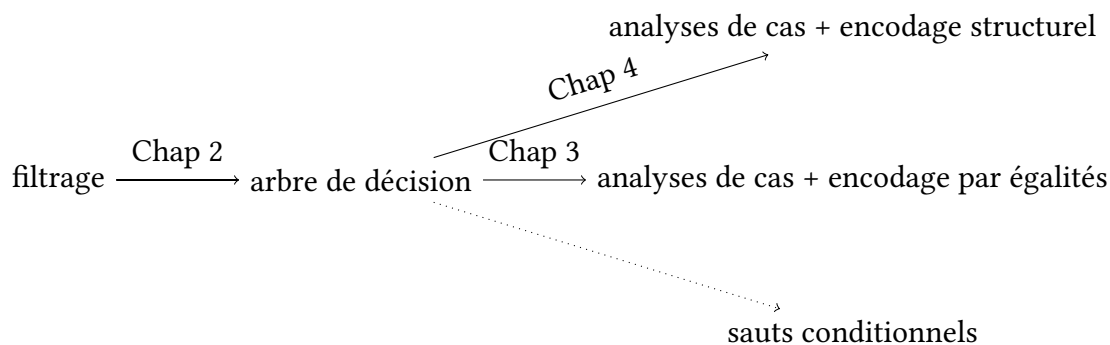 analyses de cas + encodage structurel
Chap 4
Chap 2
Chap 3
filtrage
arbre de décision
analyses de cas + encodage par égalités
sauts conditionnels